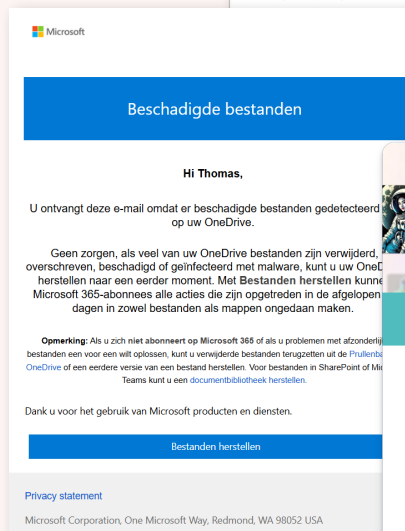 Microsoft
Beschadigde bestanden
Hi Thomas,
U ontvangt deze e-mail omdat er beschadigde bestanden gedetecteerd
op uw OneDrive.
Geen zorgen, als veel van uw OneDrive bestanden zijn verwijderd,
overschreven, beschadigd of geïnfecteerd met malware, kunt u uw OneD
herstellen naar een eerder moment. Met Bestanden herstellen kunne
Microsoft 365-abonnees alle acties die zijn opgetreden in de afgelopen
dagen in zowel bestanden als mappen ongedaan maken.
Opmerking: Als u zich niet abonneert op Microsoft 365 of als u problemen met afzonderlij
bestanden een voor een wilt oplossen, kunt u verwijderde bestanden terugzetten uit de Prullenba
OneDrive of een eerdere versie van een bestand herstellen. Voor bestanden in SharePoint of Mic
Teams kunt u een documentbibliotheek herstellen.
Dank u voor het gebruik van Microsoft producten en diensten.
Bestanden herstellen
Privacy statement
Microsoft Corporation, One Microsoft Way, Redmond, WA 98052 USA